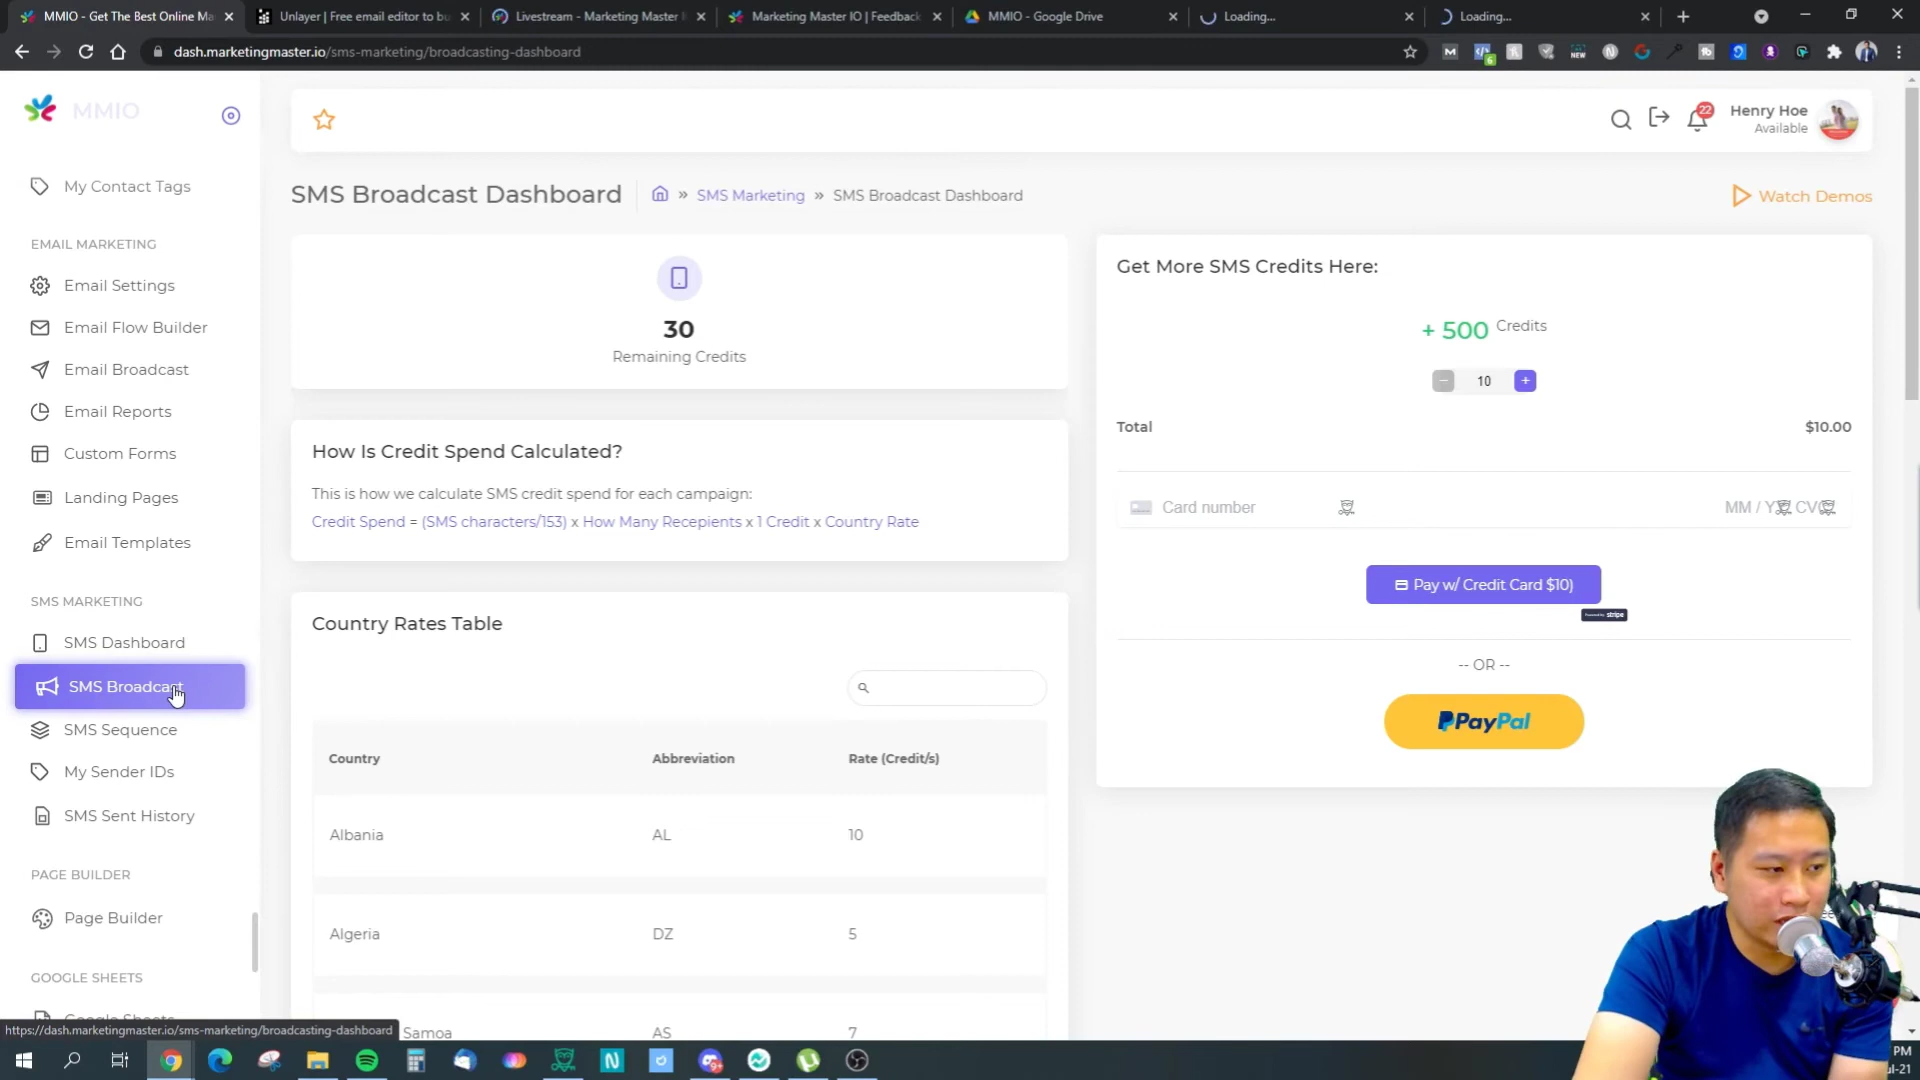 MMIO - Get The Best Online Ma
Unlayer | Free email editor to bu
Livestream - Marketing Master I
Marketing Master IO | Feedback
MMIO - Google Drive
Loading...
Loading...
dash.marketingmaster.io/sms-marketing/broadcasting-dashboard
MMIO
My Contact Tags
EMAIL MARKETING
Email Settings
Email Flow Builder
Email Broadcast
Email Reports
Custom Forms
Landing Pages
Email Templates
SMS MARKETING
SMS Dashboard
SMS Broadcast
SMS Sequence
My Sender IDs
SMS Sent History
PAGE BUILDER
Page Builder
GOOGLE SHEETS
Google Sheets
https://dash.marketingmaster.io/sms-marketing/broadcasting-dashboard
22
Henry Hoe
Available
SMS Broadcast Dashboard
» SMS Marketing » SMS Broadcast Dashboard
Watch Demos
30
Remaining Credits
How Is Credit Spend Calculated?
This is how we calculate SMS credit spend for each campaign:
Credit Spend = (SMS characters/153) x How Many Recepients x 1 Credit x Country Rate
Country Rates Table
Country Abbreviation Rate (Credit/s)
Albania AL 10
Algeria DZ 5
Samoa AS 7
Get More SMS Credits Here:
+ 500 Credits
− 10 +
Total $10.00
Card number MM / Y CVC
Pay w/ Credit Card $10)
Powered by stripe
-- OR --
PayPal
PM